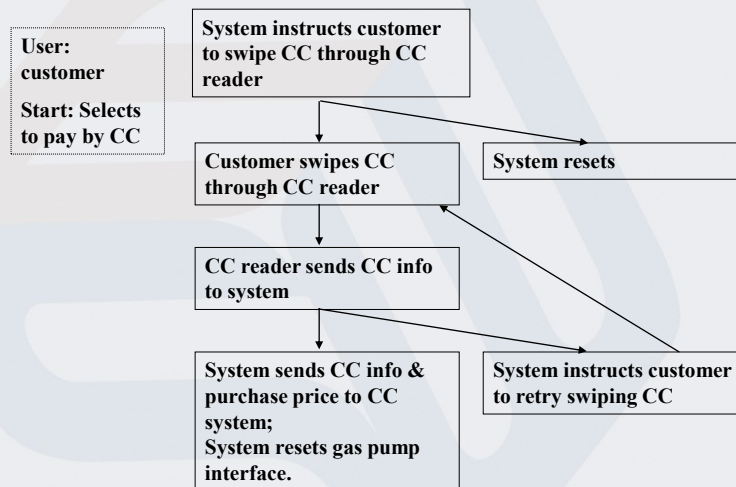 User:
customer
Start: Selects
to pay by CC
System instructs customer
to swipe CC through CC
reader
Customer swipes CC
through CC reader
System resets
CC reader sends CC info
to system
System sends CC info &
purchase price to CC
system;
System resets gas pump
interface.
System instructs customer
to retry swiping CC